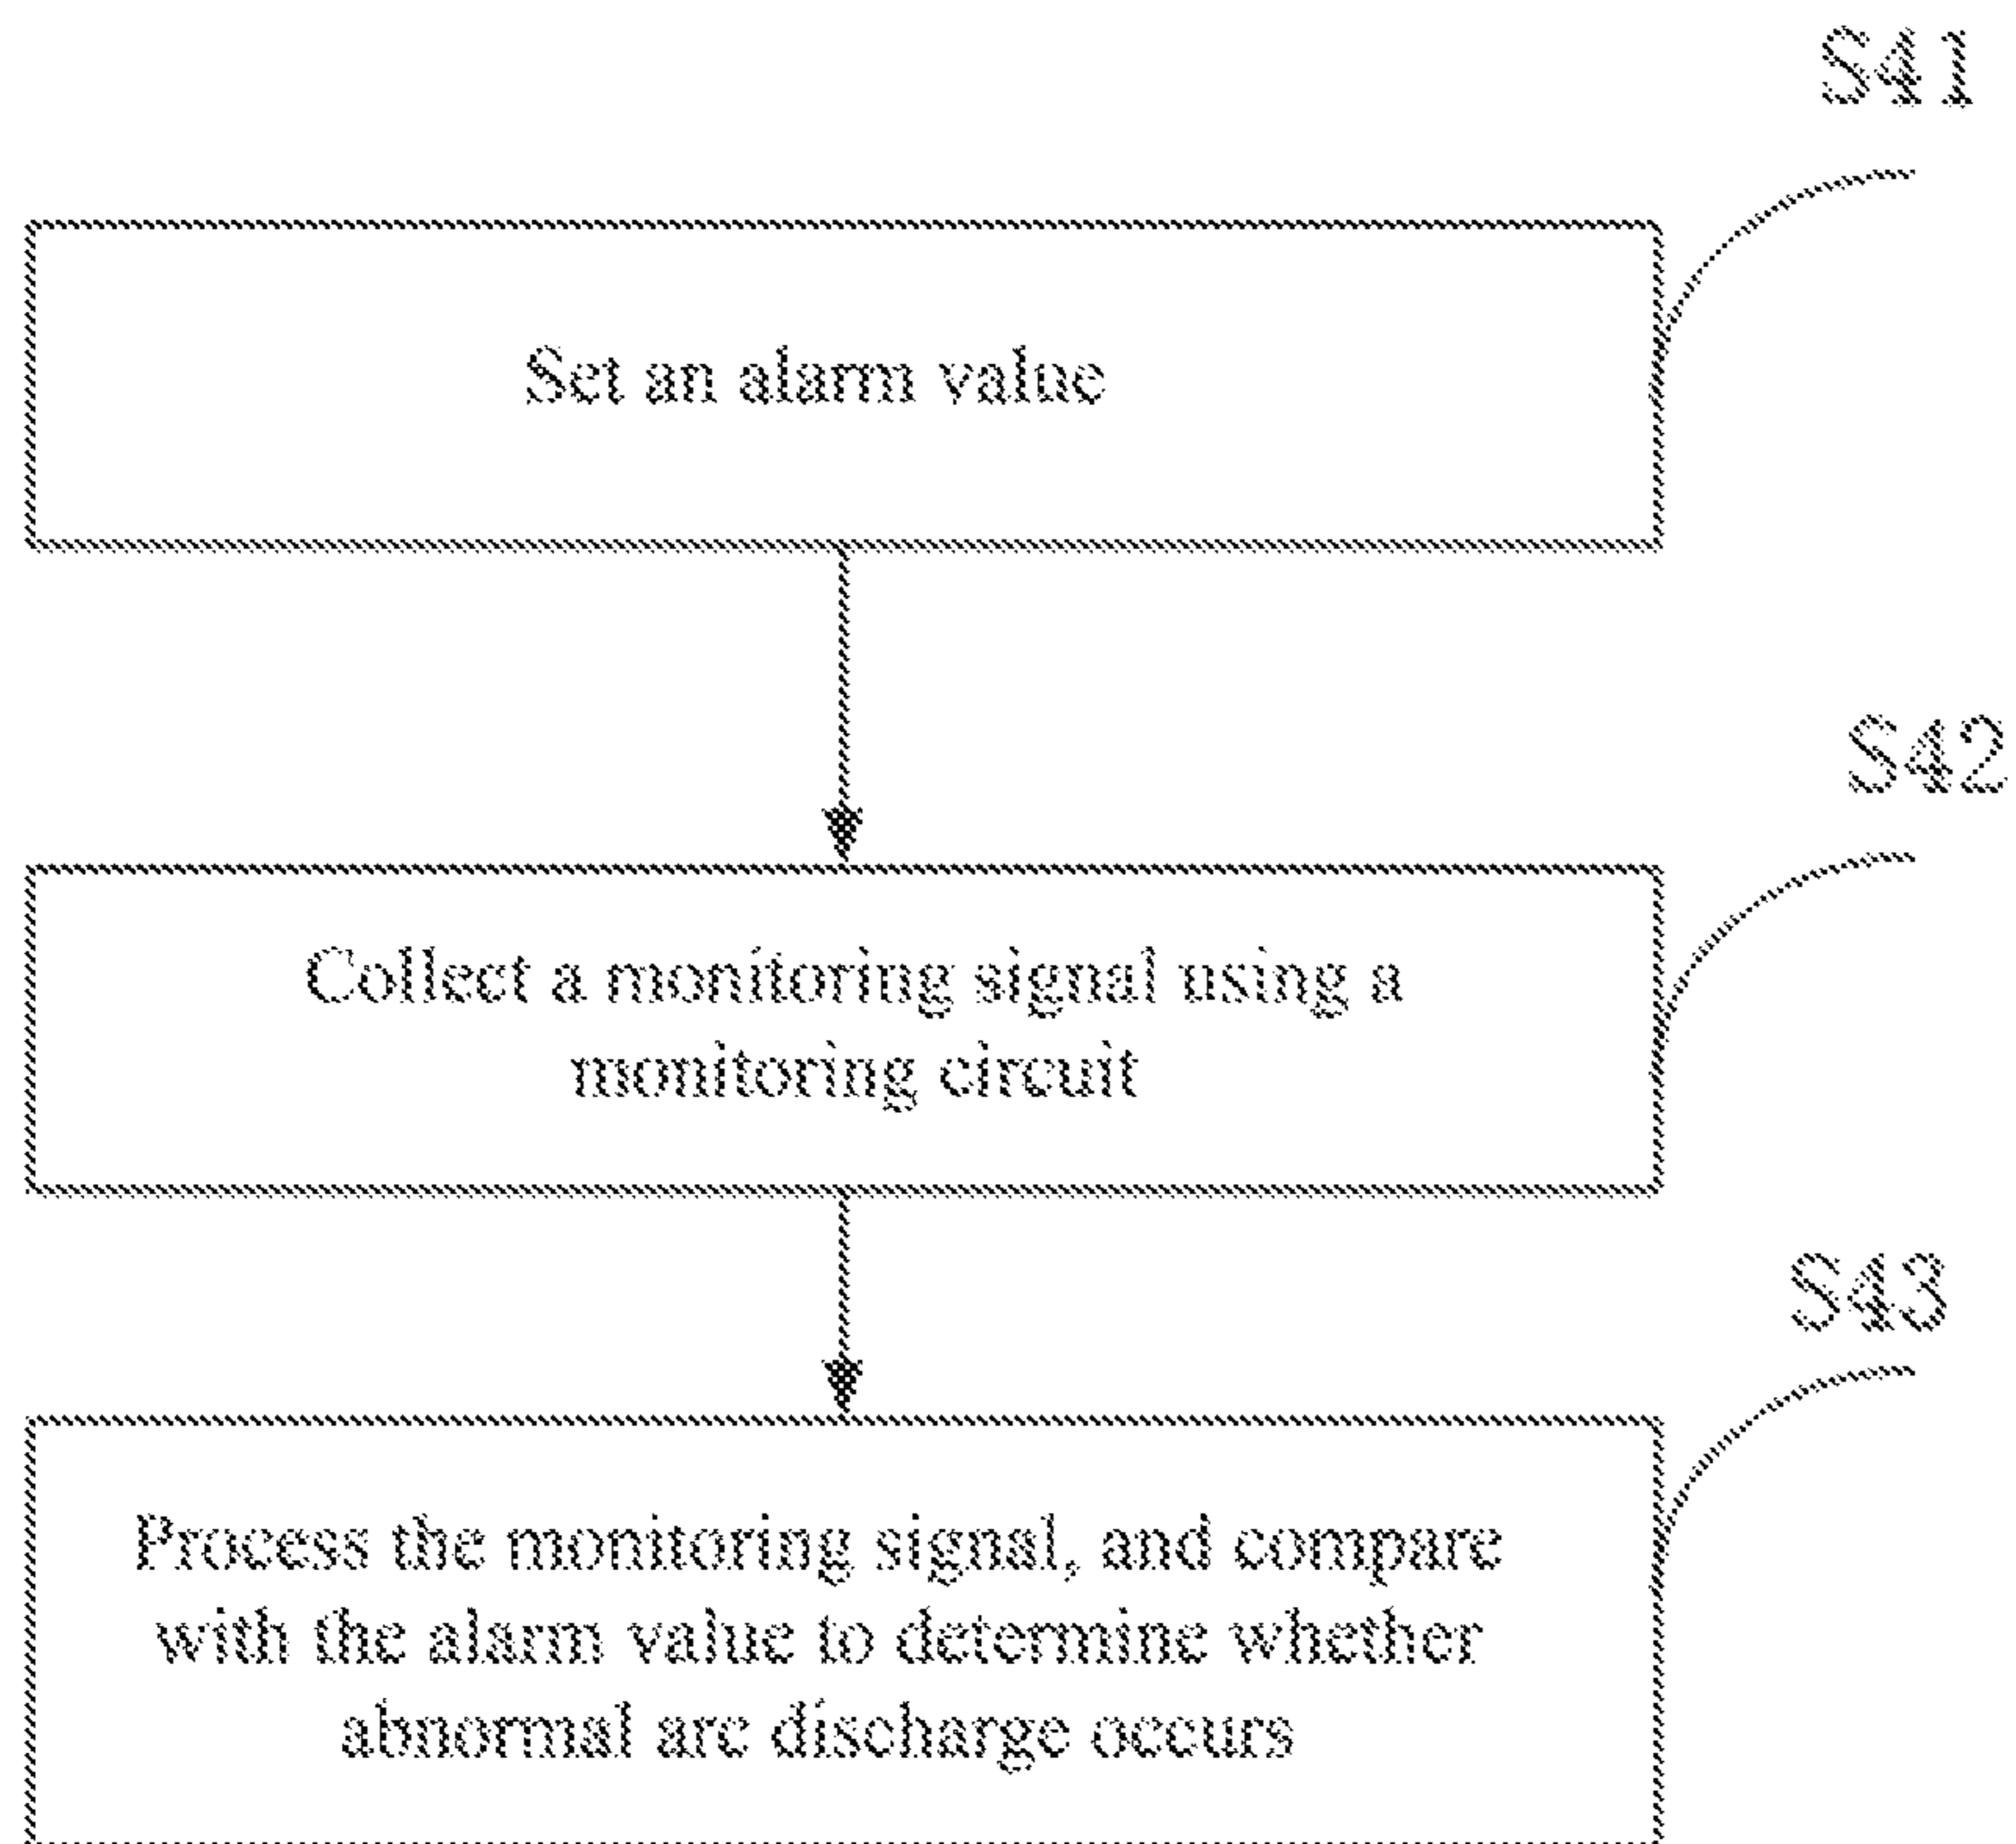 S41
Set an alarm value
S42
Collect a monitoring signal using a
monitoring circuit
S43
Process the monitoring signal, and compare
with the alarm value to determine whether
abnormal arc discharge occurs